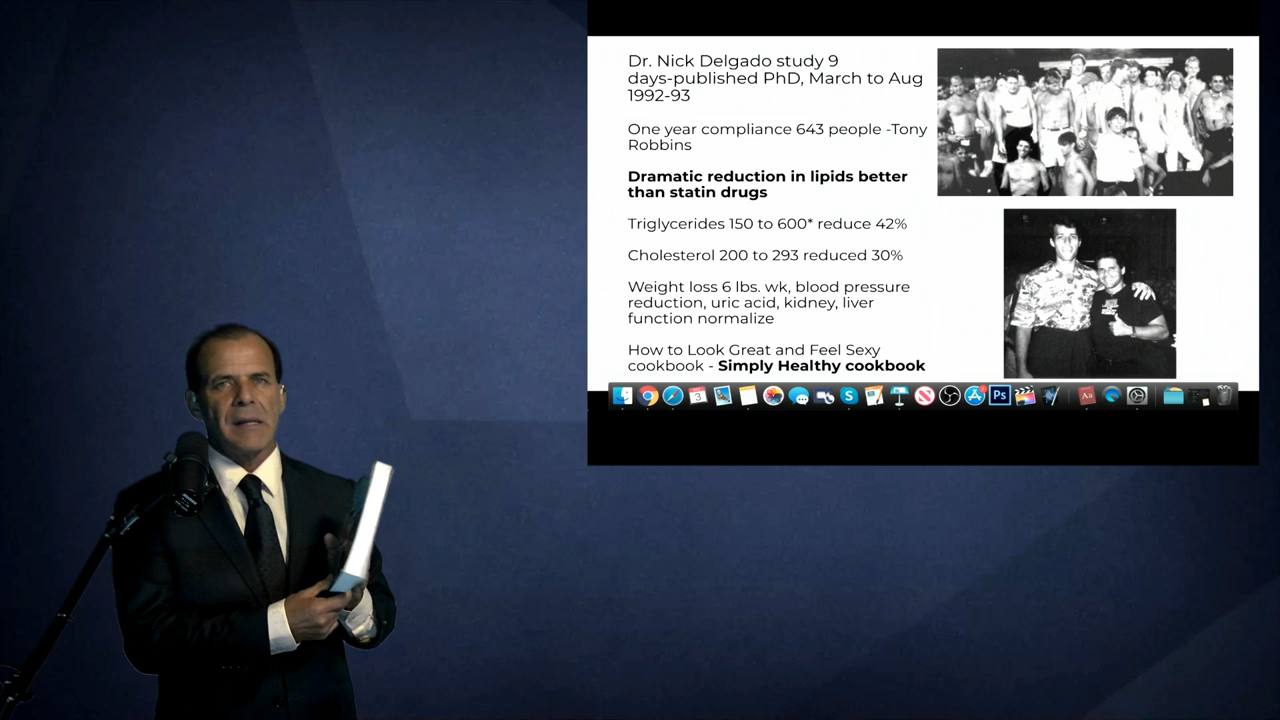 Dr. Nick Delgado study 9
days-published PhD, March to Aug
1992-93
One year compliance 643 people -Tony
Robbins
Dramatic reduction in lipids better
than statin drugs
Triglycerides 150 to 600* reduce 42%
Cholesterol 200 to 293 reduced 30%
Weight loss 6 lbs. wk, blood pressure
reduction, uric acid, kidney, liver
function normalize
How to Look Great and Feel Sexy
cookbook - Simply Healthy cookbook
3
Ps
Aa